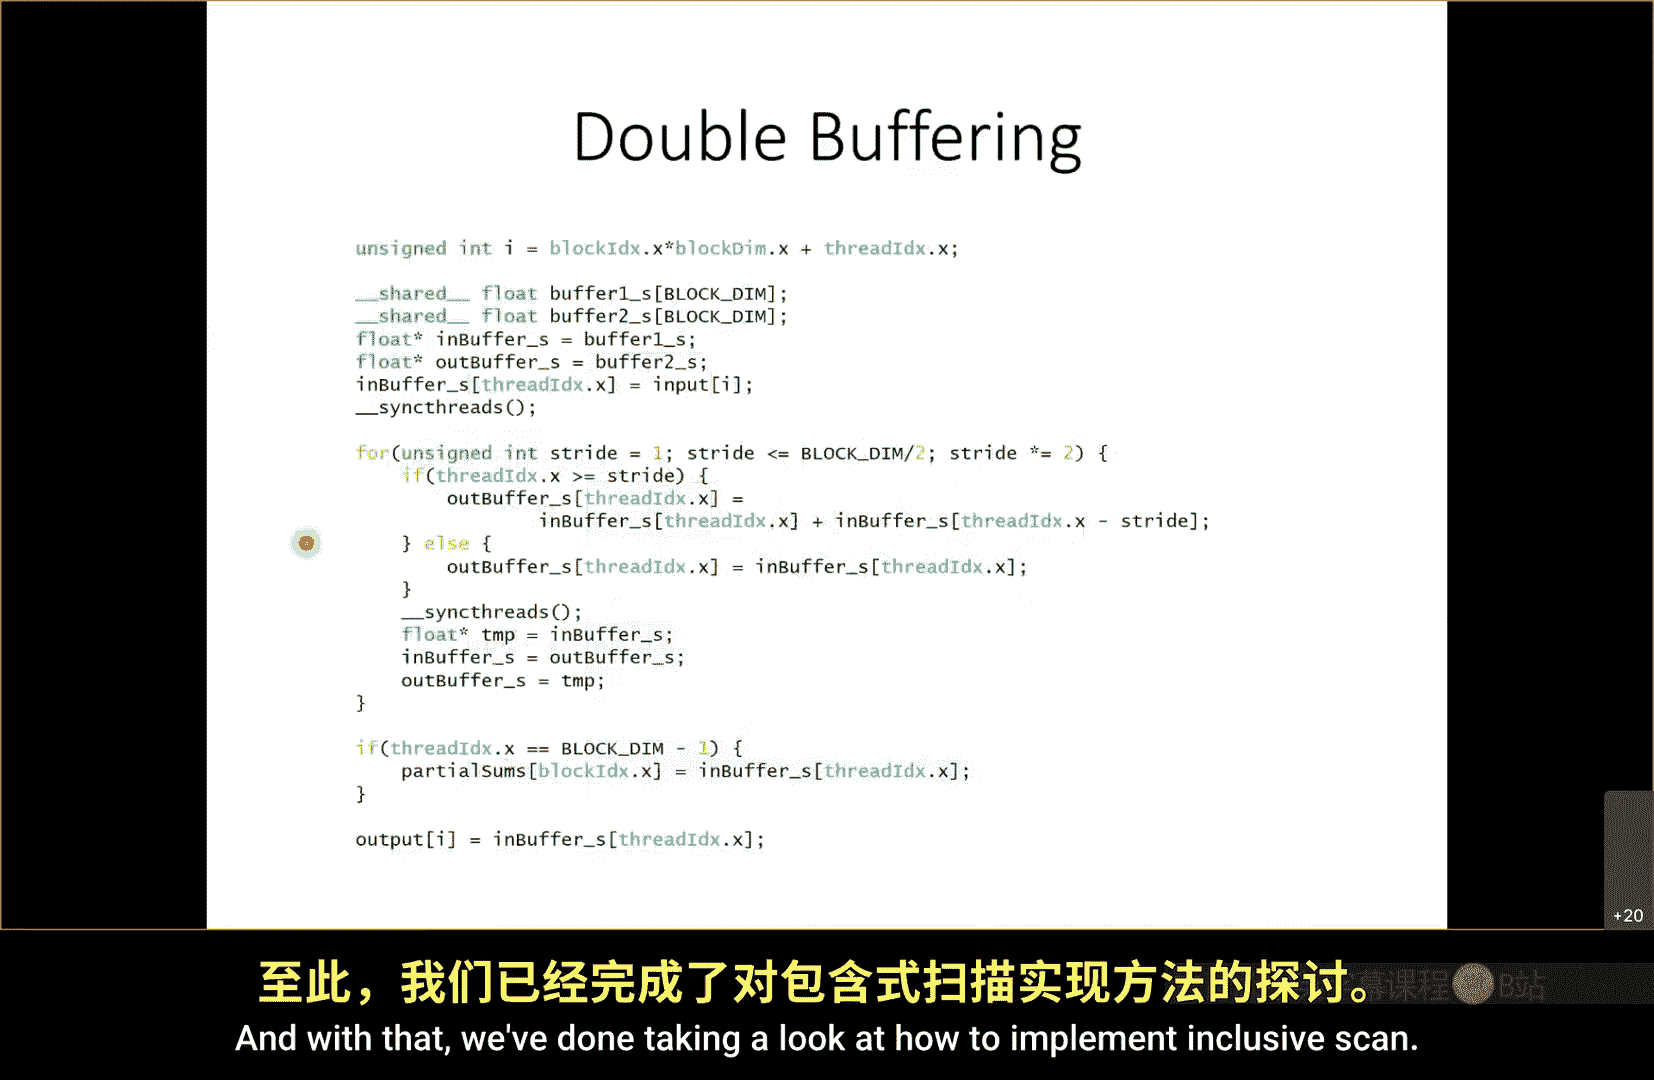 Double Buffering
unsigned int i = blockIdx.x*blockDim.x + threadIdx.x;
__shared__ float buffer1_s[BLOCK_DIM];
__shared__ float buffer2_s[BLOCK_DIM];
float* inBuffer_s = buffer1_s;
float* outBuffer_s = buffer2_s;
inBuffer_s[threadIdx.x] = input[i];
__syncthreads();
for(unsigned int stride = 1; stride <= BLOCK_DIM/2; stride *= 2) {
if(threadIdx.x >= stride) {
outBuffer_s[threadIdx.x] =
inBuffer_s[threadIdx.x] + inBuffer_s[threadIdx.x - stride];
} else {
outBuffer_s[threadIdx.x] = inBuffer_s[threadIdx.x];
}
__syncthreads();
float* tmp = inBuffer_s;
inBuffer_s = outBuffer_s;
outBuffer_s = tmp;
}
if(threadIdx.x == BLOCK_DIM - 1) {
partialSums[blockIdx.x] = inBuffer_s[threadIdx.x];
}
output[i] = inBuffer_s[threadIdx.x];
+20
至此，我们已经完成了对包含式扫描实现方法的探讨。
幕课程 B站
And with that, we've done taking a look at how to implement inclusive scan.